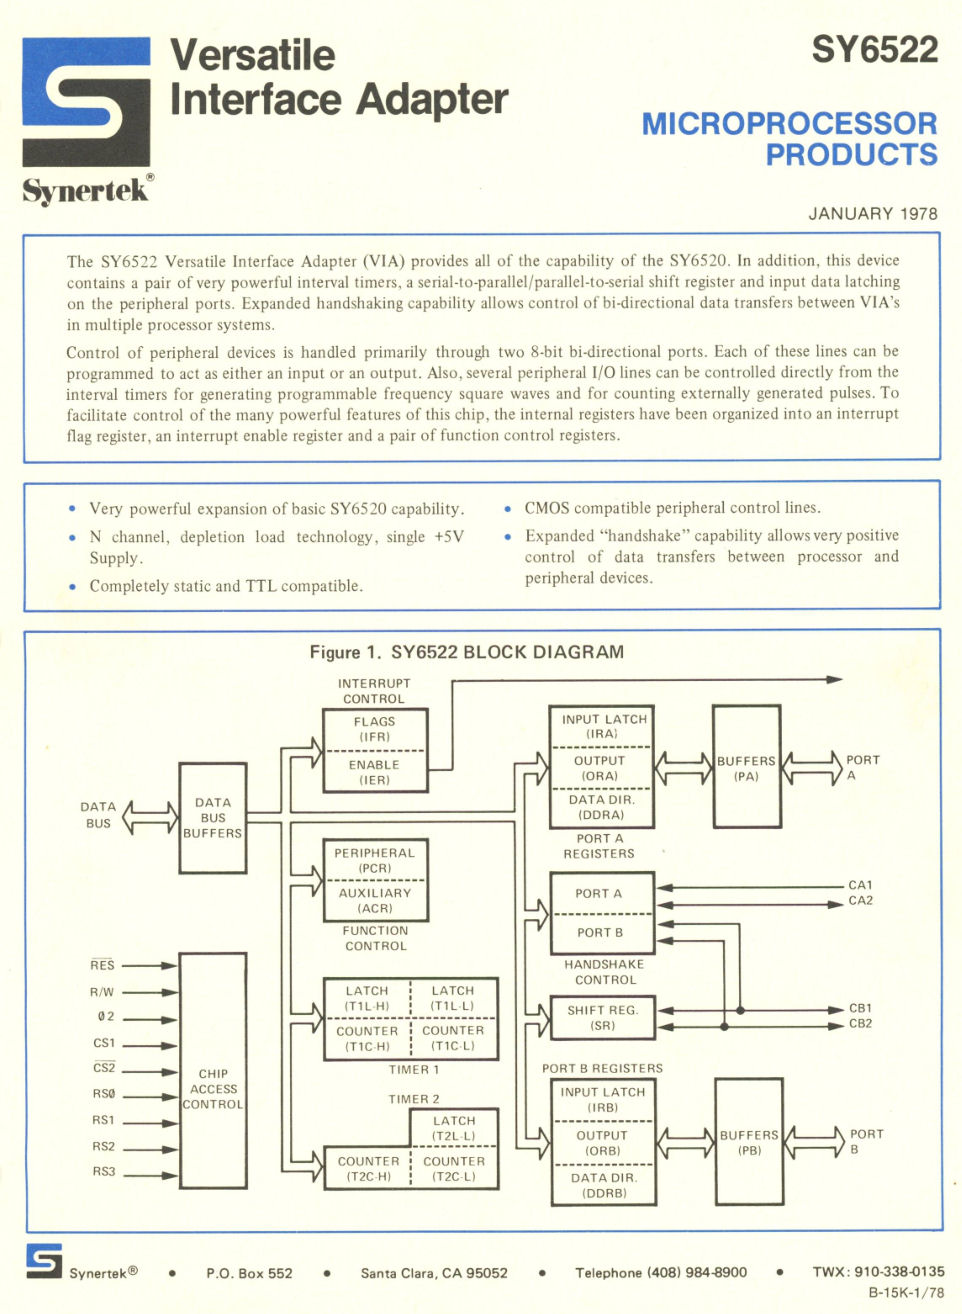 Versatile
Interface Adapter
SY6522
MICROPROCESSOR
PRODUCTS
Synertek®
JANUARY 1978
The SY6522 Versatile Interface Adapter (VIA) provides all of the capability of the SY6520. In addition, this device
contains a pair of very powerful interval timers, a serial-to-parallel/parallel-to-serial shift register and input data latching
on the peripheral ports. Expanded handshaking capability allows control of bi-directional data transfers between VIA's
in multiple processor systems.
Control of peripheral devices is handled primarily through two 8-bit bi-directional ports. Each of these lines can be
programmed to act as either an input or an output. Also, several peripheral I/O lines can be controlled directly from the
interval timers for generating programmable frequency square waves and for counting externally generated pulses. To
facilitate control of the many powerful features of this chip, the internal registers have been organized into an interrupt
flag register, an interrupt enable register and a pair of function control registers.
• Very powerful expansion of basic SY6520 capability.
• N channel, depletion load technology, single +5V
Supply.
• Completely static and TTL compatible.
• CMOS compatible peripheral control lines.
• Expanded “handshake” capability allows very positive
control of data transfers between processor and
peripheral devices.
Figure 1. SY6522 BLOCK DIAGRAM
DATA
BUS
DATA
BUS
BUFFERS
RES
R/W
Ø2
CS1
CS2
RSØ
RS1
RS2
RS3
CHIP
ACCESS
CONTROL
INTERRUPT
CONTROL
FLAGS
(IFR)
ENABLE
(IER)
PERIPHERAL
(PCR)
AUXILIARY
(ACR)
FUNCTION
CONTROL
LATCH
(T1L-H)
LATCH
(T1L-L)
COUNTER
(T1C-H)
COUNTER
(T1C-L)
TIMER 1
TIMER 2
LATCH
(T2L-L)
COUNTER
(T2C-H)
COUNTER
(T2C-L)
INPUT LATCH
(IRA)
OUTPUT
(ORA)
DATA DIR.
(DDRA)
PORT A
REGISTERS
BUFFERS
(PA)
PORT
A
PORT A
PORT B
HANDSHAKE
CONTROL
CA1
CA2
SHIFT REG.
(SR)
CB1
CB2
PORT B REGISTERS
INPUT LATCH
(IRB)
OUTPUT
(ORB)
DATA DIR.
(DDRB)
BUFFERS
(PB)
PORT
B
Synertek® • P.O. Box 552 • Santa Clara, CA 95052 • Telephone (408) 984-8900 • TWX: 910-338-0135
B-15K-1/78